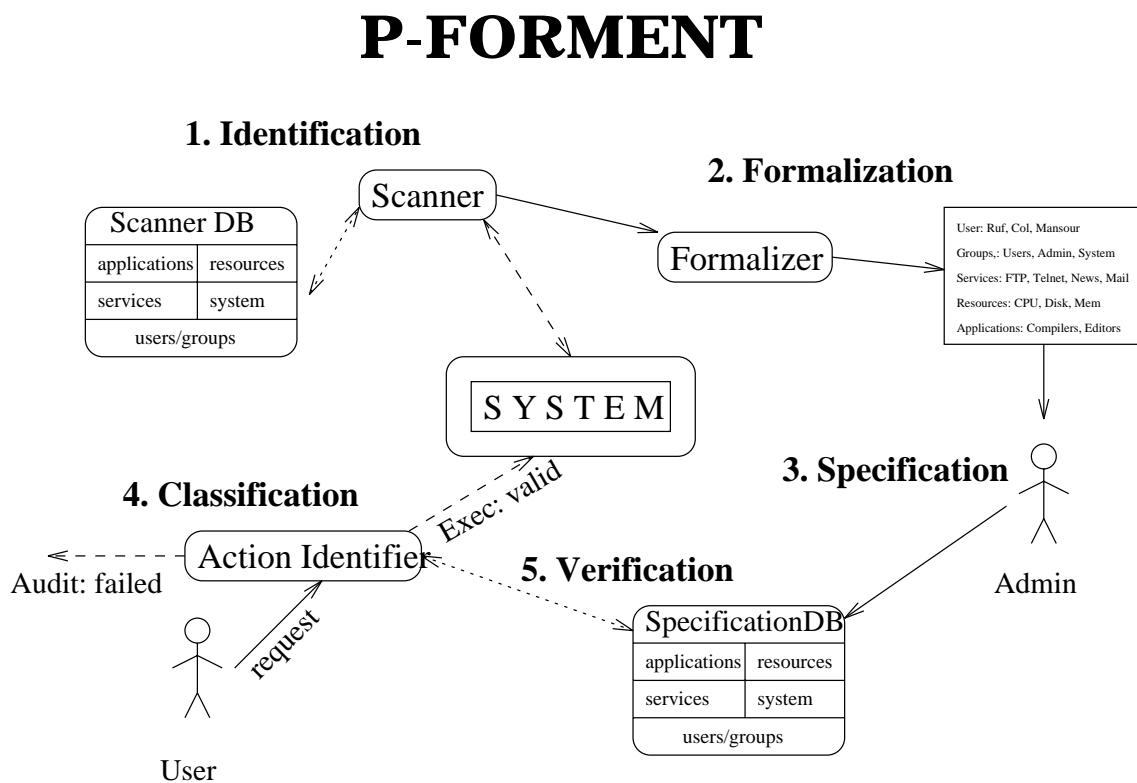 P-FORMENT
1. Identification
2. Formalization
Scanner
Scanner DB
applications resources
services system
users/groups
Formalizer
User: Ruf, Col, Mansour
Groups,: Users, Admin, System
Services: FTP, Telnet, News, Mail
Resources: CPU, Disk, Mem
Applications: Compilers, Editors
S Y S T E M
3. Specification
4. Classification
Exec: valid
Action Identifier
Audit: failed
5. Verification
Admin
request
SpecificationDB
applications resources
services system
users/groups
User